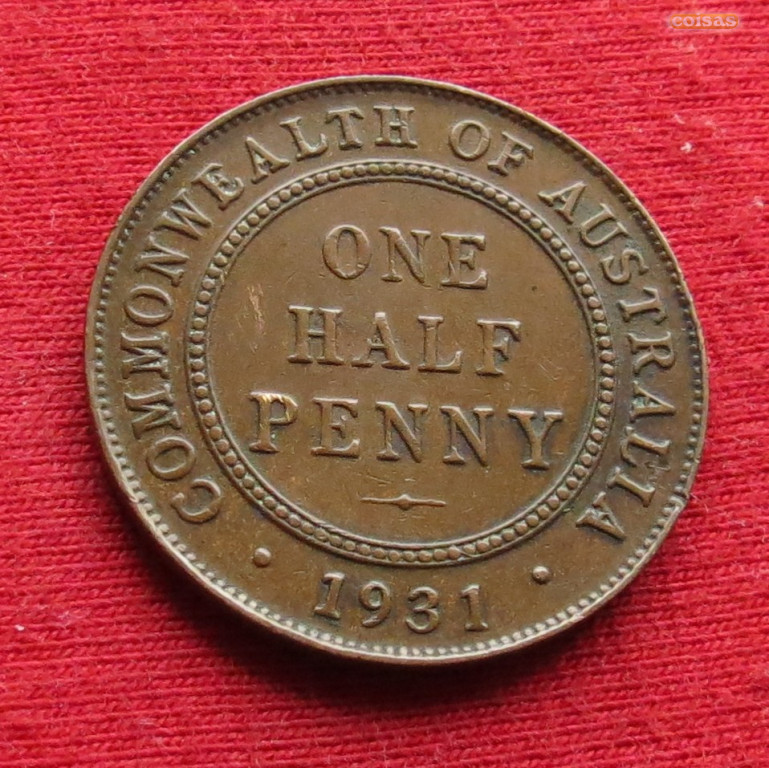 coisas
COMMONWEALTH OF AUSTRALIA
ONE
HALF
PENNY
· 1931 ·